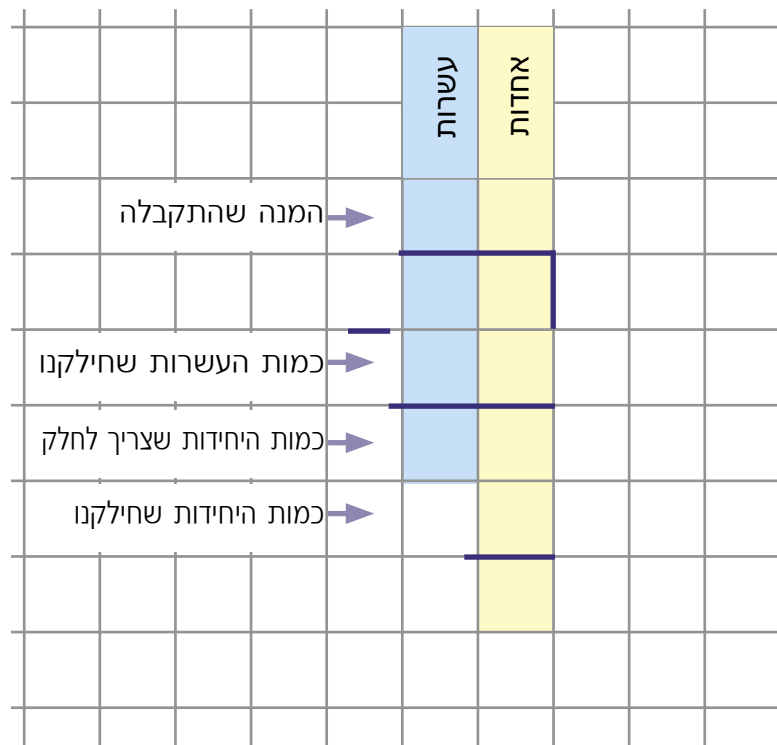 אחדות
עשרות
המנה שהתקבלה
כמות העשרות שחילקנו
כמות היחידות שצריך לחלק
כמות היחידות שחילקנו